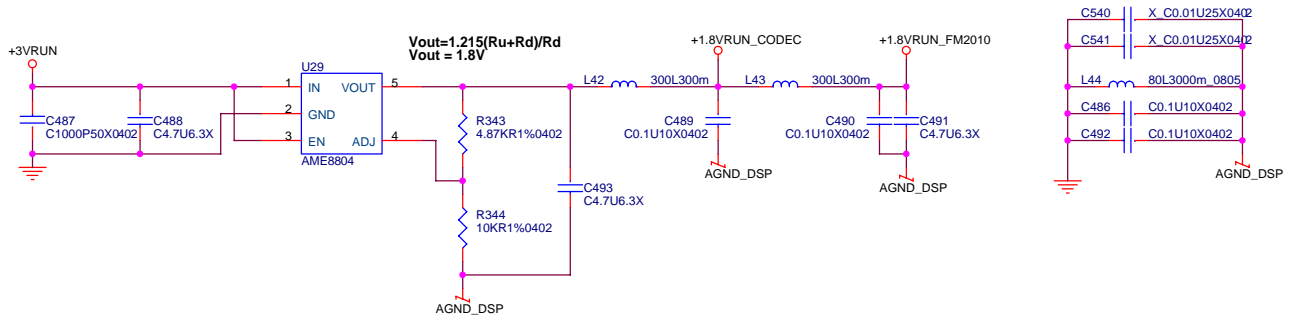 +3VRUN
C487
C1000P50X0402
C488
C4.7U6.3X
U29
1
IN
VOUT
5
2
GND
3
EN
ADJ
4
AME8804
Vout=1.215(Ru+Rd)/Rd
Vout = 1.8V
R343
4.87KR1%0402
R344
10KR1%0402
C493
C4.7U6.3X
AGND_DSP
L42
300L300m
+1.8VRUN_CODEC
C489
C0.1U10X0402
AGND_DSP
L43
300L300m
+1.8VRUN_FM2010
C490
C0.1U10X0402
C491
C4.7U6.3X
AGND_DSP
C540
X_C0.01U25X0402
C541
X_C0.01U25X0402
L44
80L3000m_0805
C486
C0.1U10X0402
C492
C0.1U10X0402
AGND_DSP